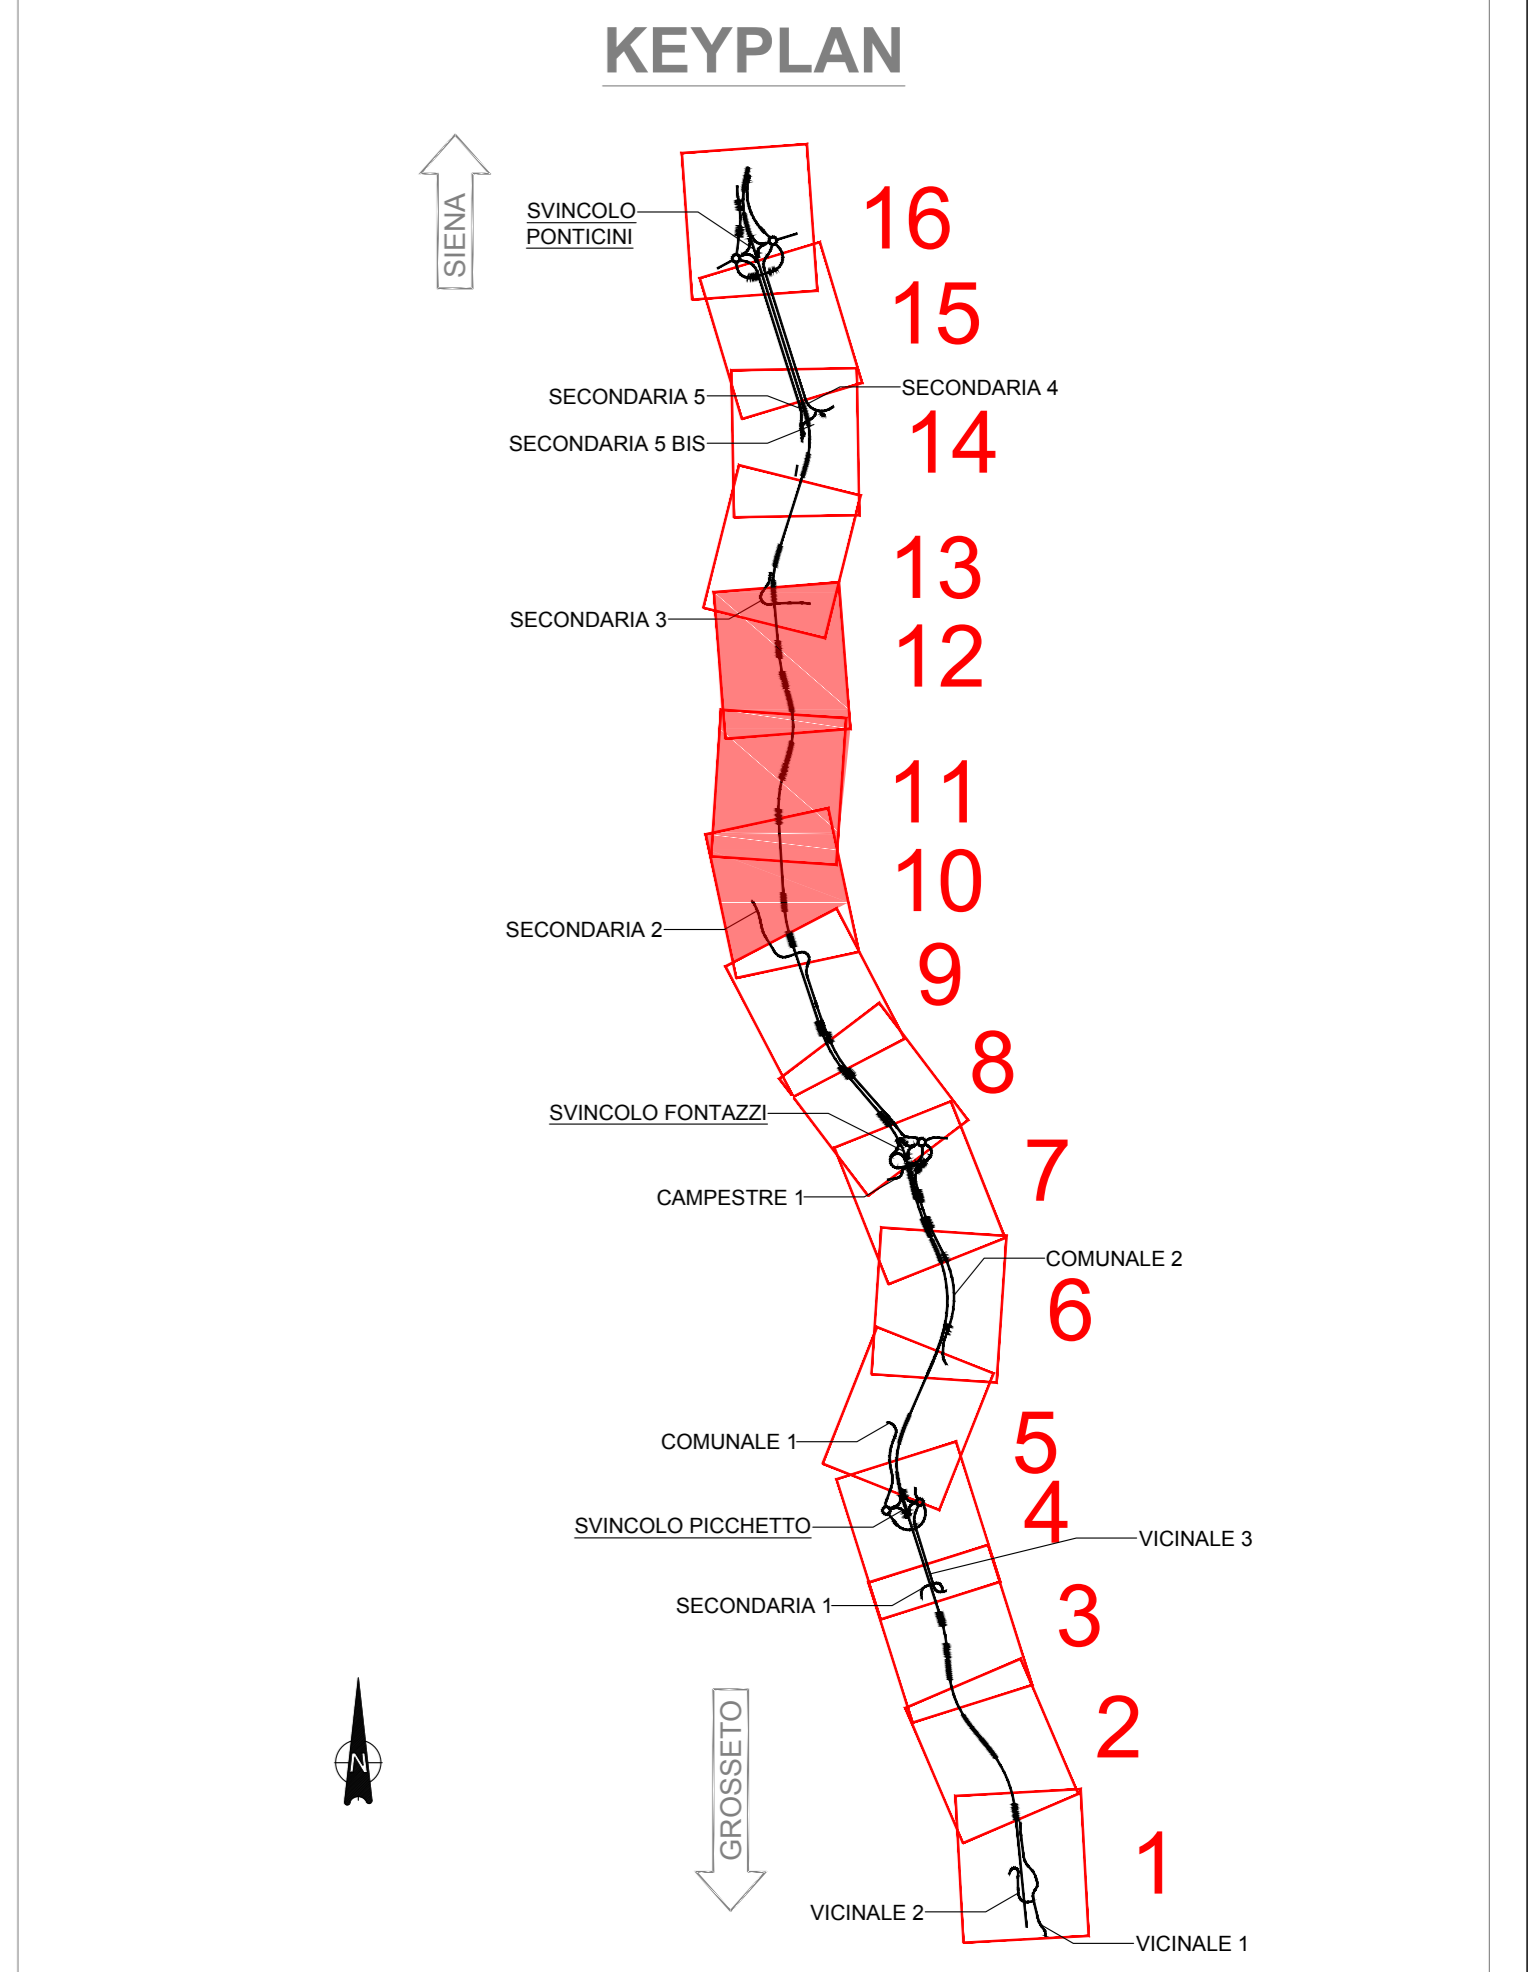 KEYPLAN
SIENA
SVINCOLO
PONTICINI
16
15
SECONDARIA 5
SECONDARIA 4
14
SECONDARIA 5 BIS
13
SECONDARIA 3
12
11
10
SECONDARIA 2
9
8
SVINCOLO FONTAZZI
7
CAMPESTRE 1
COMUNALE 2
6
5
COMUNALE 1
4
SVINCOLO PICCHETTO
VICINALE 3
SECONDARIA 1
3
2
N
GROSSETO
1
VICINALE 2
VICINALE 1